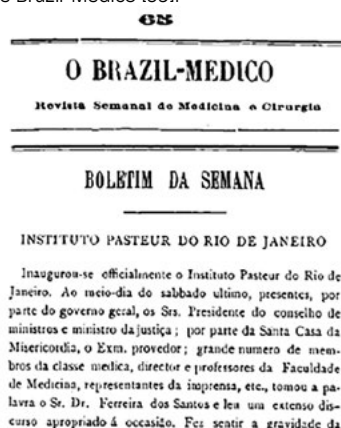 Brazil-Medico
68
O BRAZIL-MEDICO
Revista Semanal de Medicina e Cirurgia
BOLETIM DA SEMANA
INSTITUTO PASTEUR DO RIO DE JANEIRO
Inaugurou-se officialmente o Instituto Pasteur do Rio de
Janeiro. Ao meio-dia do sabbado ultimo, presentes, por
parte do governo geral, os Srs. Presidente do conselho de
ministros e ministro da justiça ; por parte da Santa Casa da
Misericordia, o Exm. provedor ; grande numero de mem-
bros da classe medica, director e professores da Faculdade
de Medicina, representantes da imprensa, etc., tomou a pa-
lavra o Sr. Dr. Ferreira dos Santos e leu um extenso dis-
curso apropriado á occasião. Fez sentir a gravidade da